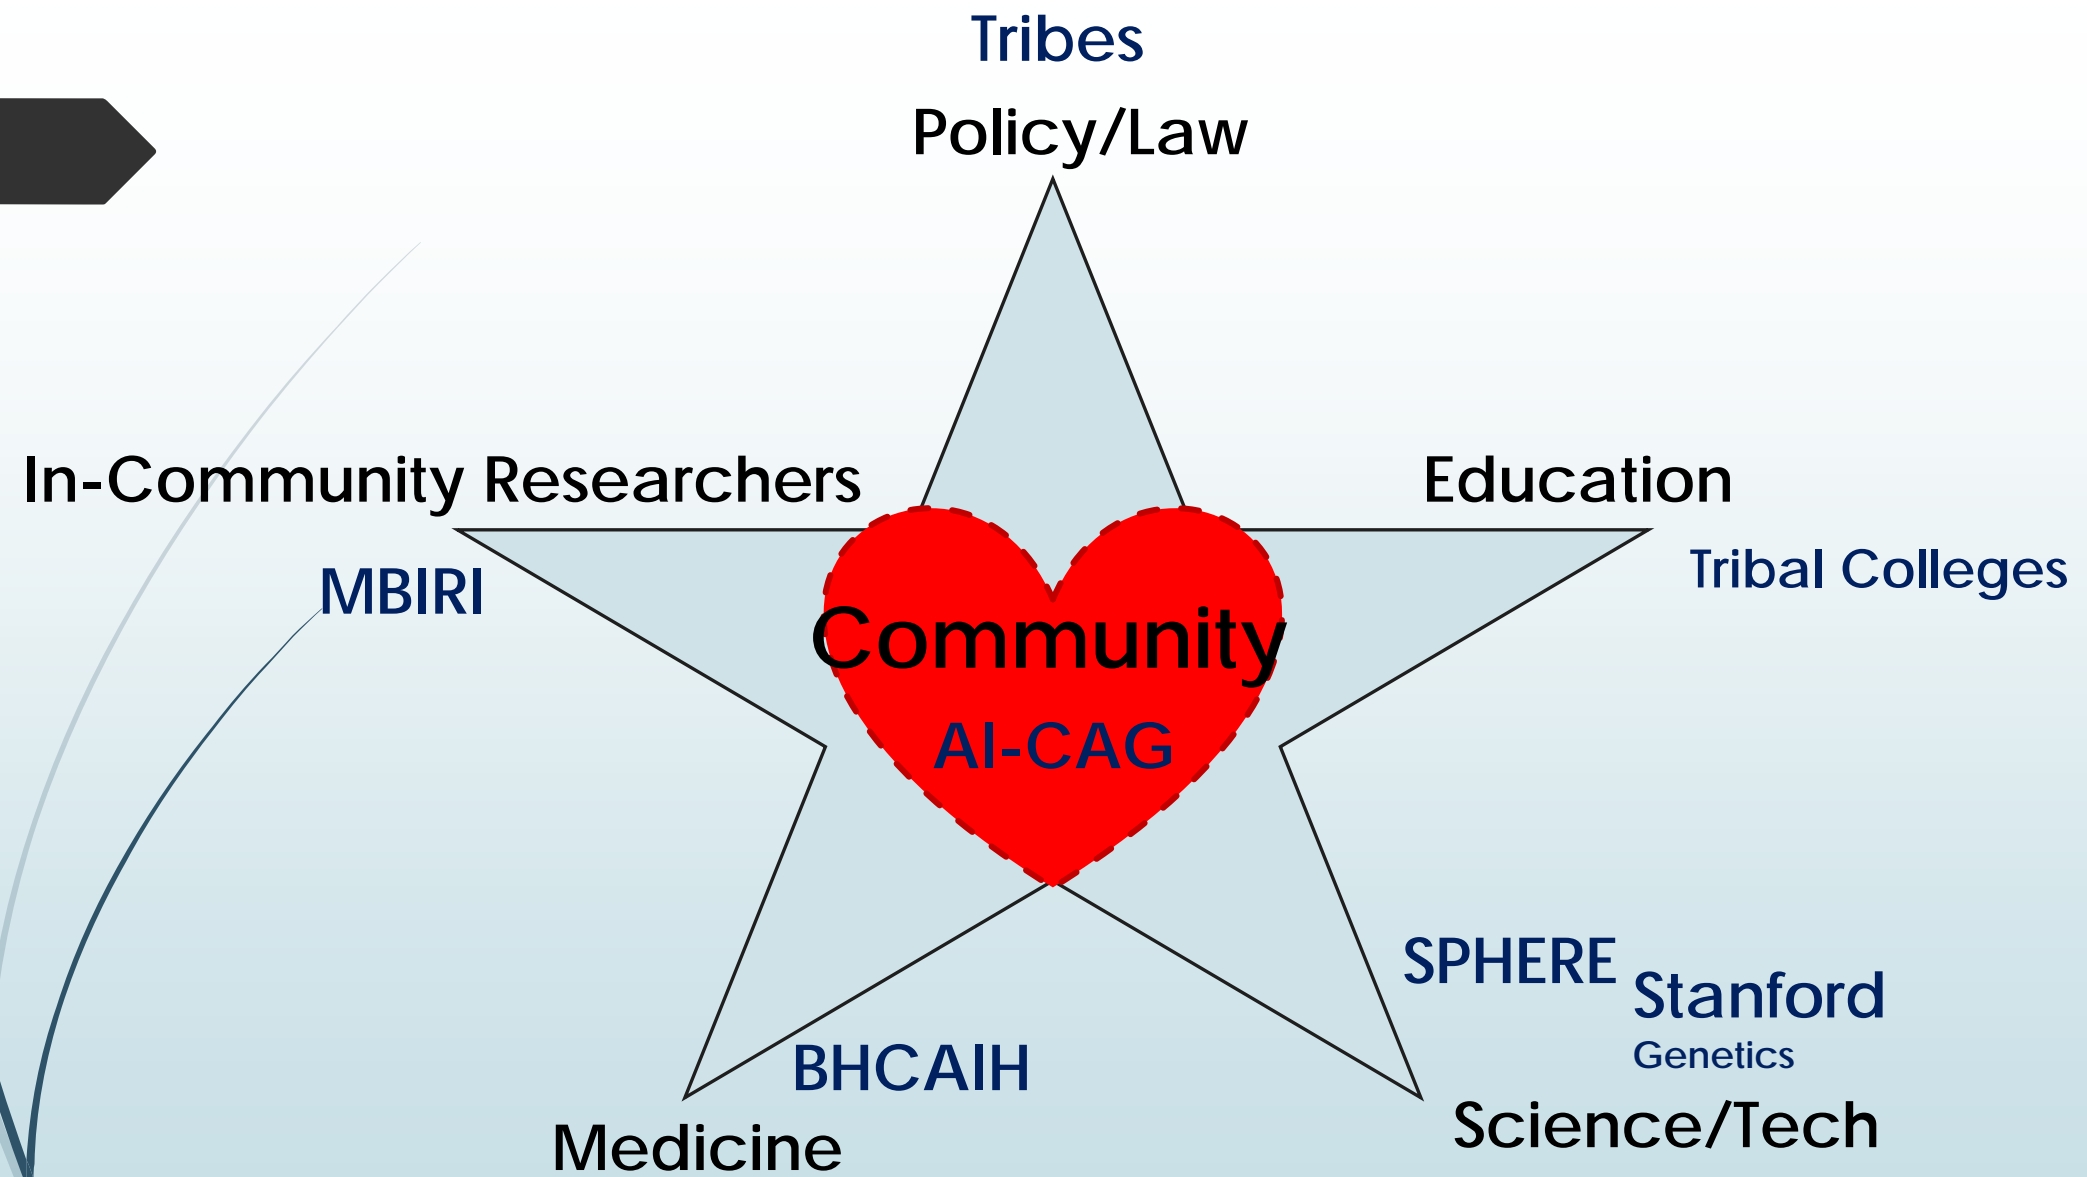 Tribes
Policy/Law
In-Community Researchers
Education
MBIRI
Tribal Colleges
Community
AI-CAG
SPHERE
Stanford
Genetics
BHCAIH
Science/Tech
Medicine